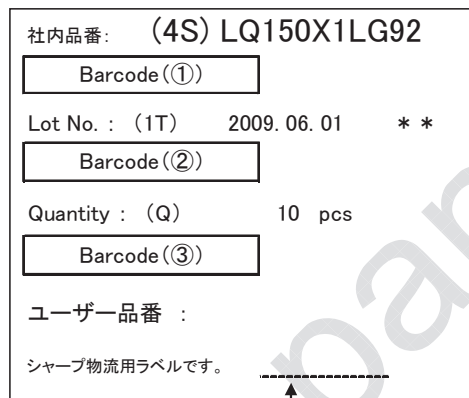 社内品番: (4S) LQ150X1LG92
Barcode(①)
Lot No. : (1T) 2009. 06. 01 * *
Barcode(②)
Quantity : (Q) 10 pcs
Barcode(③)
ユーザー品番 :
シャープ物流用ラベルです。